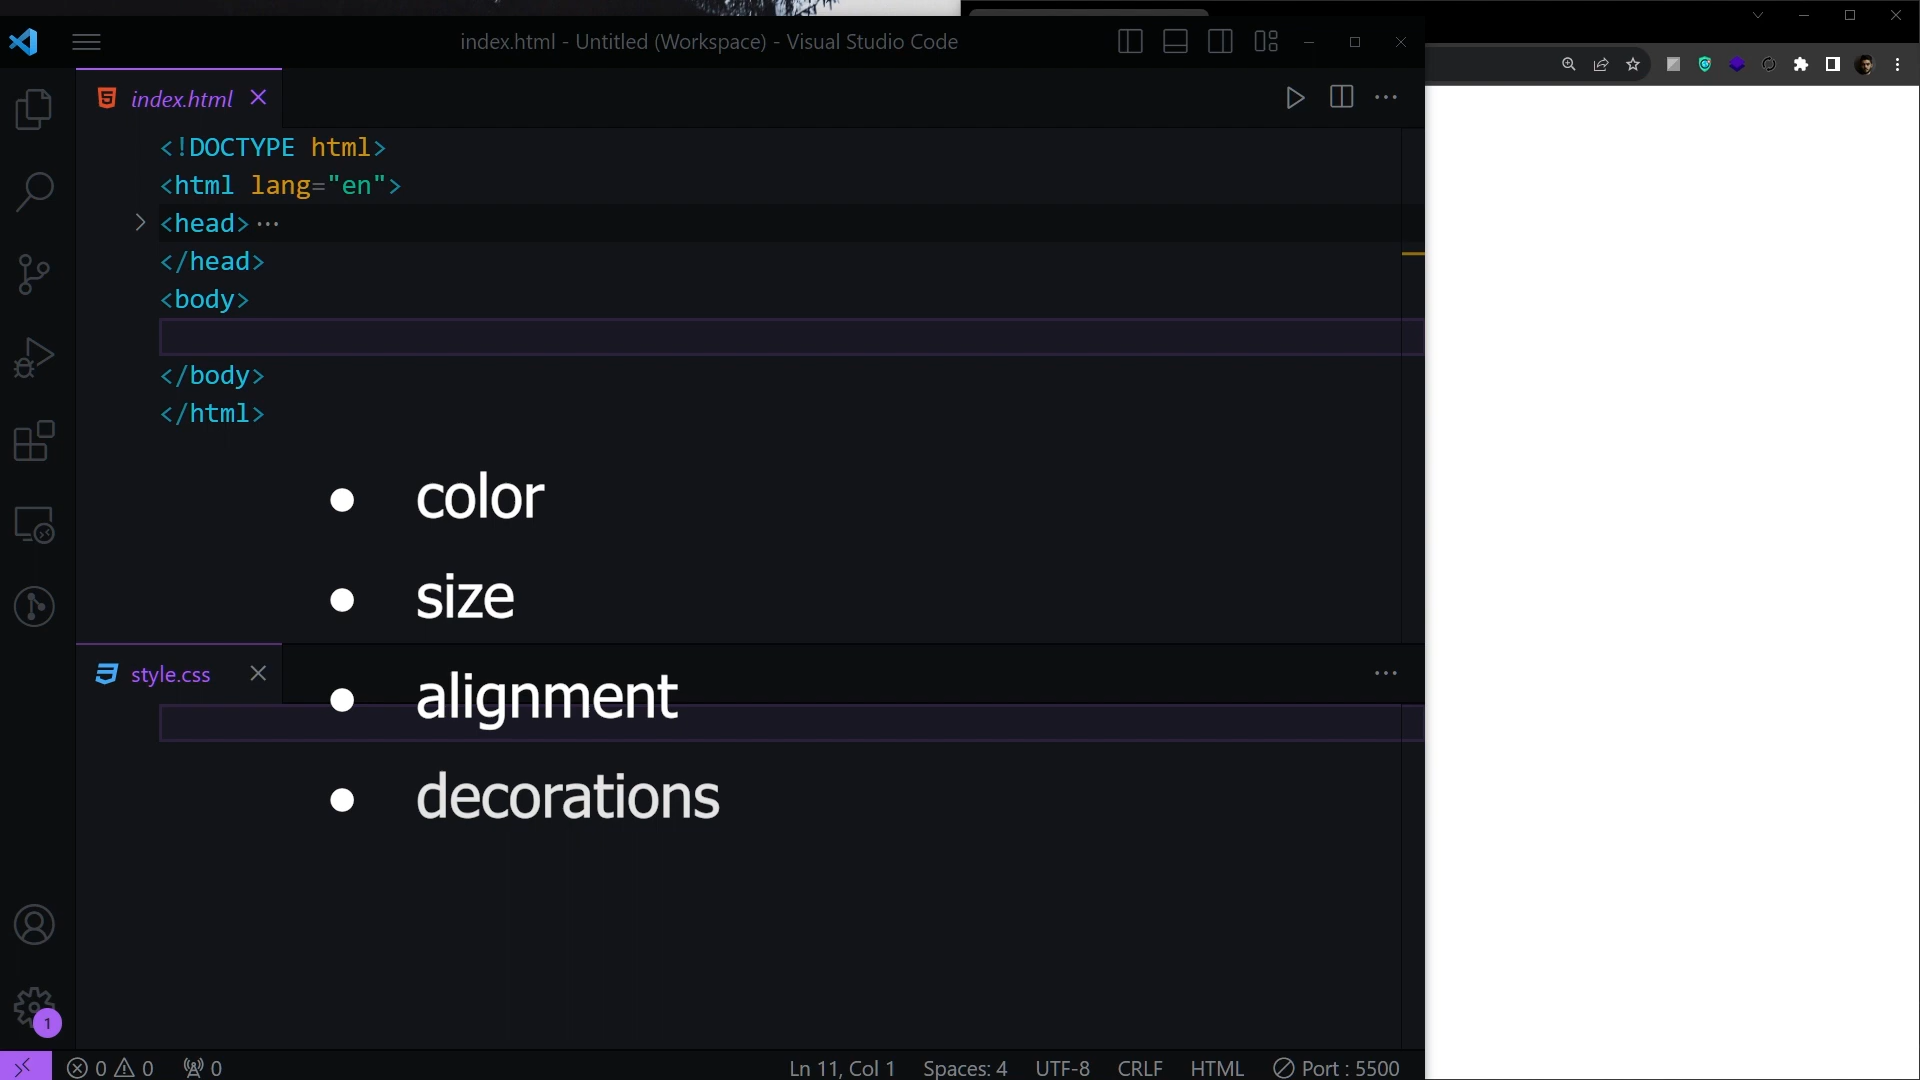 index.html - Untitled (Workspace) - Visual Studio Code
index.html
<!DOCTYPE html>
<html lang="en">
<head>···
</head>
<body>
</body>
</html>
• color
• size
style.css
• alignment
• decorations
1
0 0 0
Ln 11, Col 1 Spaces: 4 UTF-8 CRLF HTML Port : 5500